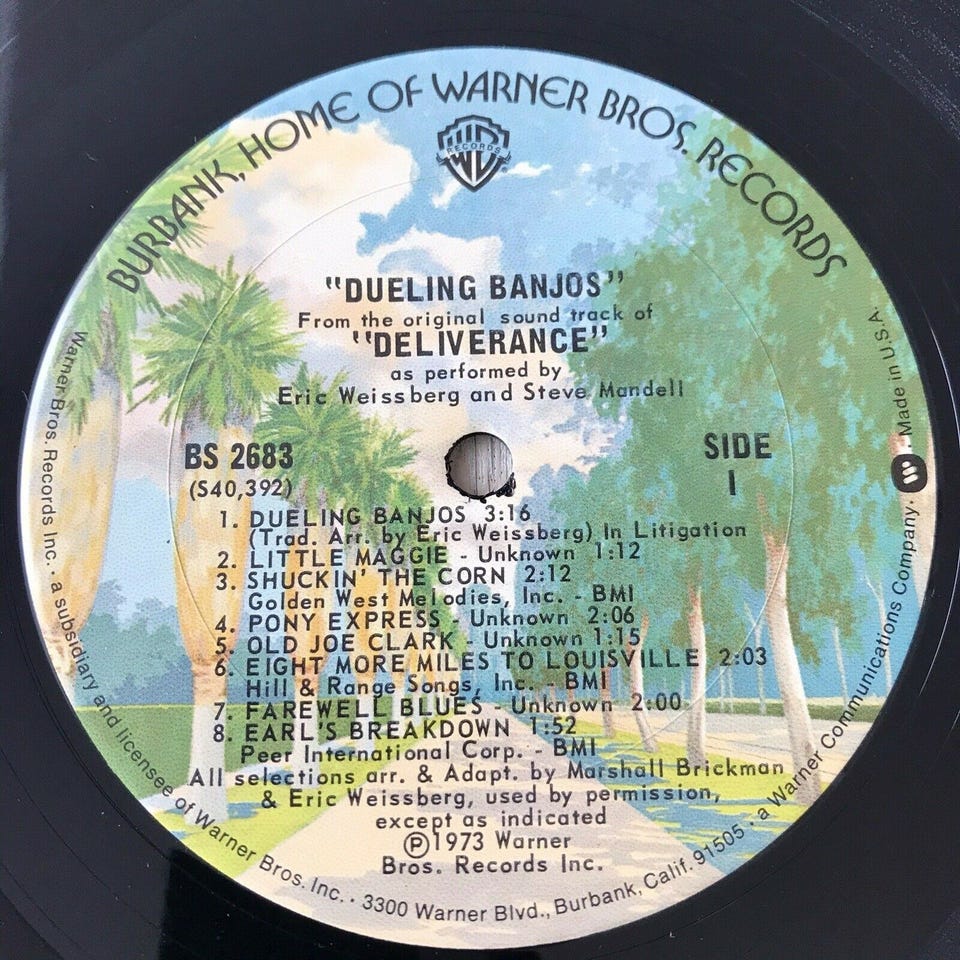 BURBANK, HOME OF WARNER BROS. RECORDS
WB
RECORDS
"DUELING BANJOS"
From the original sound track of
"DELIVERANCE"
as performed by
Eric Weissberg and Steve Mandell
BS 2683
(S40,392)
SIDE
1
1. DUELING BANJOS 3:16
(Trad. Arr. by Eric Weissberg) In Litigation
2. LITTLE MAGGIE - Unknown 1:12
3. SHUCKIN' THE CORN 2:12
Golden West Melodies, Inc. - BMI
4. PONY EXPRESS - Unknown 2:06
5. OLD JOE CLARK - Unknown 1:15
6. EIGHT MORE MILES TO LOUISVILLE 2:03
Hill & Range Songs, Inc. - BMI
7. FAREWELL BLUES - Unknown 2:00
8. EARL'S BREAKDOWN 1:52
Peer International Corp. - BMI
All selections arr. & Adapt. by Marshall Brickman
& Eric Weissberg, used by permission,
except as indicated
℗1973 Warner
Bros. Records Inc.
Warner Bros. Records Inc. • a subsidiary and licensee of Warner Bros. Inc. • 3300 Warner Blvd., Burbank, Calif. 91505 • a Warner Communications Company. • Made in U.S.A.